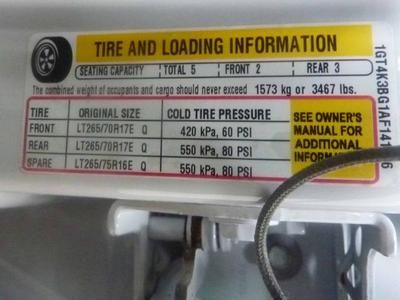 TIRE AND LOADING INFORMATION
SEATING CAPACITY TOTAL 5 FRONT 2 REAR 3
The combined weight of occupants and cargo should never exceed 1573 kg or 3467 lbs.
TIRE ORIGINAL SIZE COLD TIRE PRESSURE
FRONT LT265/70R17E Q 420 kPa, 60 PSI
REAR LT265/70R17E Q 550 kPa, 80 PSI
SPARE LT265/75R16E Q 550 kPa, 80 PSI
SEE OWNER'S
MANUAL FOR
ADDITIONAL